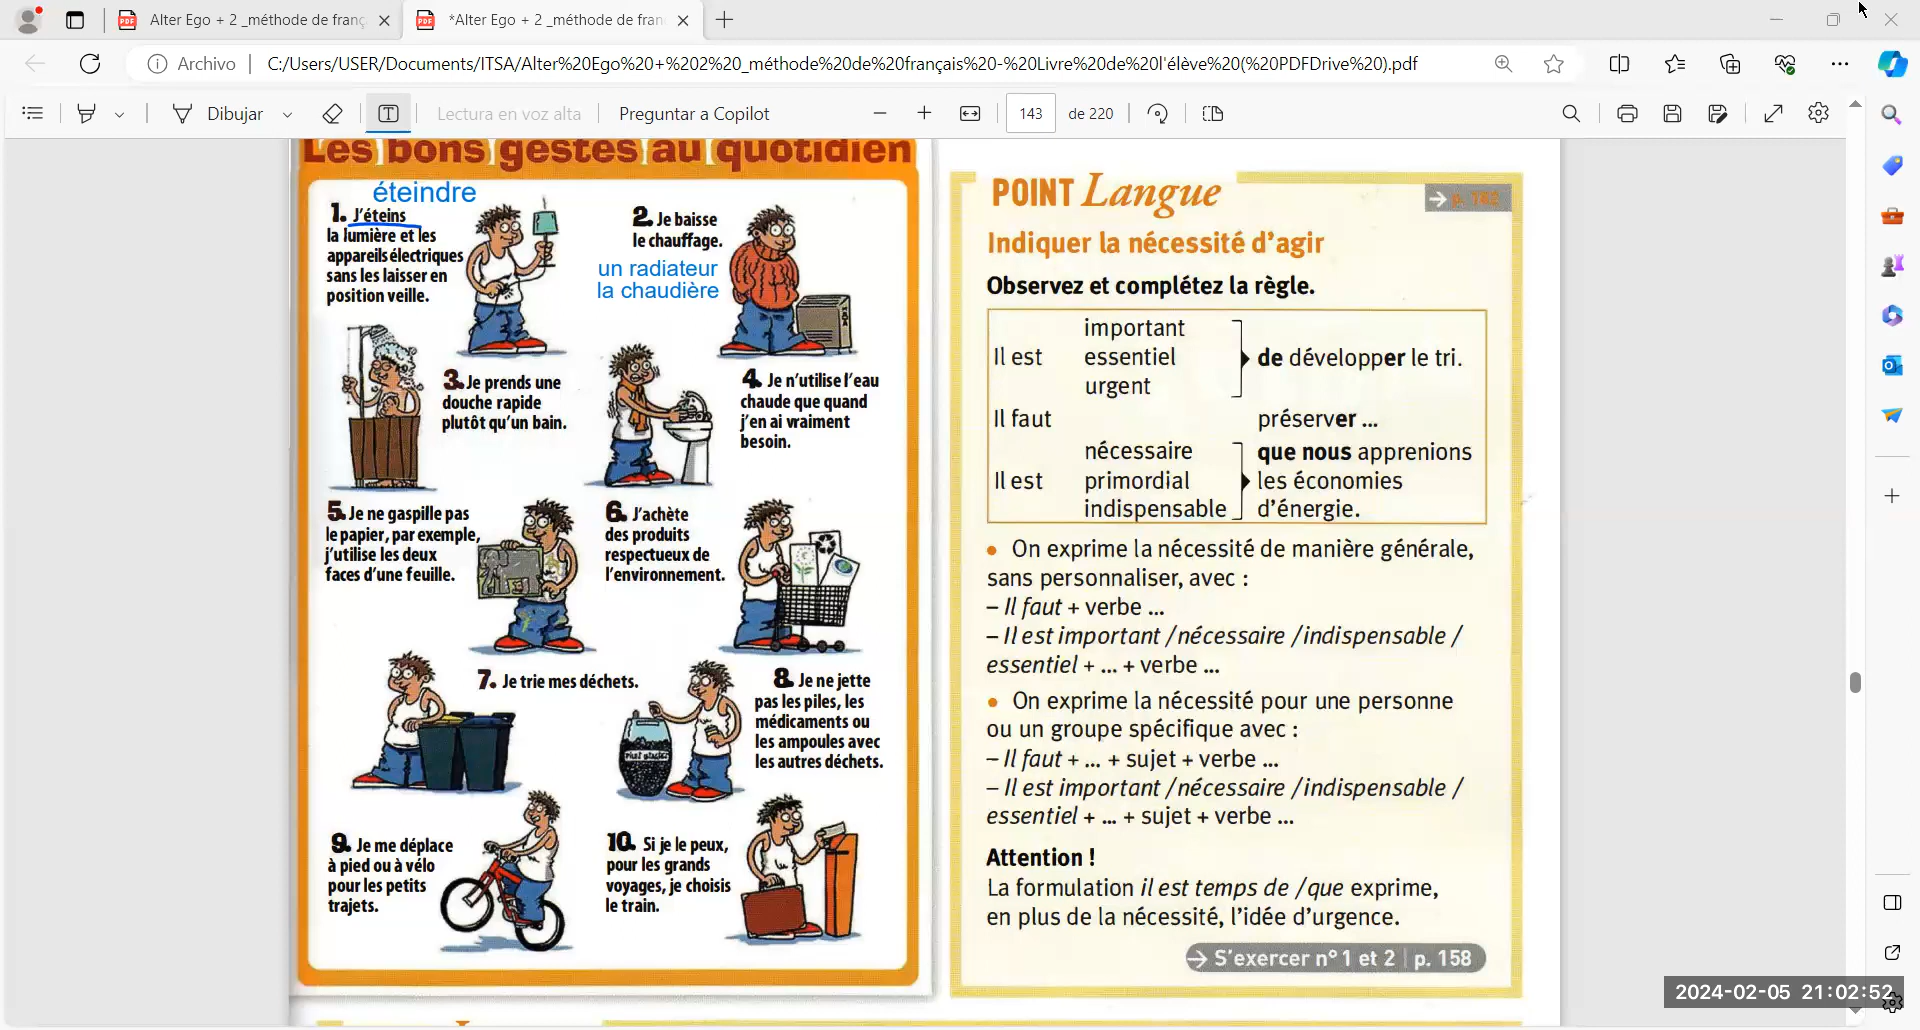 Alter Ego + 2 _méthode de franç
*Alter Ego + 2 _méthode de fran
Archivo
C:/Users/USER/Documents/ITSA/Alter%20Ego%20+%202%20_méthode%20de%20français%20-%20Livre%20de%20l'élève%20(%20PDFDrive%20).pdf
Dibujar
Lectura en voz alta
Preguntar a Copilot
143 de 220
Les bons gestes au quotidien
éteindre
1. J'éteins
la lumière et les
appareils électriques
sans les laisser en
position veille.
2. Je baisse
le chauffage.
un radiateur
la chaudière
3. Je prends une
douche rapide
plutôt qu'un bain.
4. Je n'utilise l'eau
chaude que quand
j'en ai vraiment
besoin.
5. Je ne gaspille pas
le papier, par exemple,
j'utilise les deux
faces d'une feuille.
6. J'achète
des produits
respectueux de
l'environnement.
7. Je trie mes déchets.
8. Je ne jette
pas les piles, les
médicaments ou
les ampoules avec
les autres déchets.
9. Je me déplace
à pied ou à vélo
pour les petits
trajets.
10. Si je le peux,
pour les grands
voyages, je choisis
le train.
POINT Langue
→ p. 182
Indiquer la nécessité d'agir
Observez et complétez la règle.
important
Il est essentiel de développer le tri.
urgent
Il faut préserver ...
nécessaire que nous apprenions
Il est primordial les économies
indispensable d'énergie.
• On exprime la nécessité de manière générale,
sans personnaliser, avec :
– Il faut + verbe ...
– Il est important / nécessaire / indispensable /
essentiel + ... + verbe ...
• On exprime la nécessité pour une personne
ou un groupe spécifique avec :
– Il faut + ... + sujet + verbe ...
– Il est important / nécessaire / indispensable /
essentiel + ... + sujet + verbe ...
Attention !
La formulation il est temps de / que exprime,
en plus de la nécessité, l'idée d'urgence.
→ S'exercer n° 1 et 2 | p. 158
2024-02-05 21:02:52